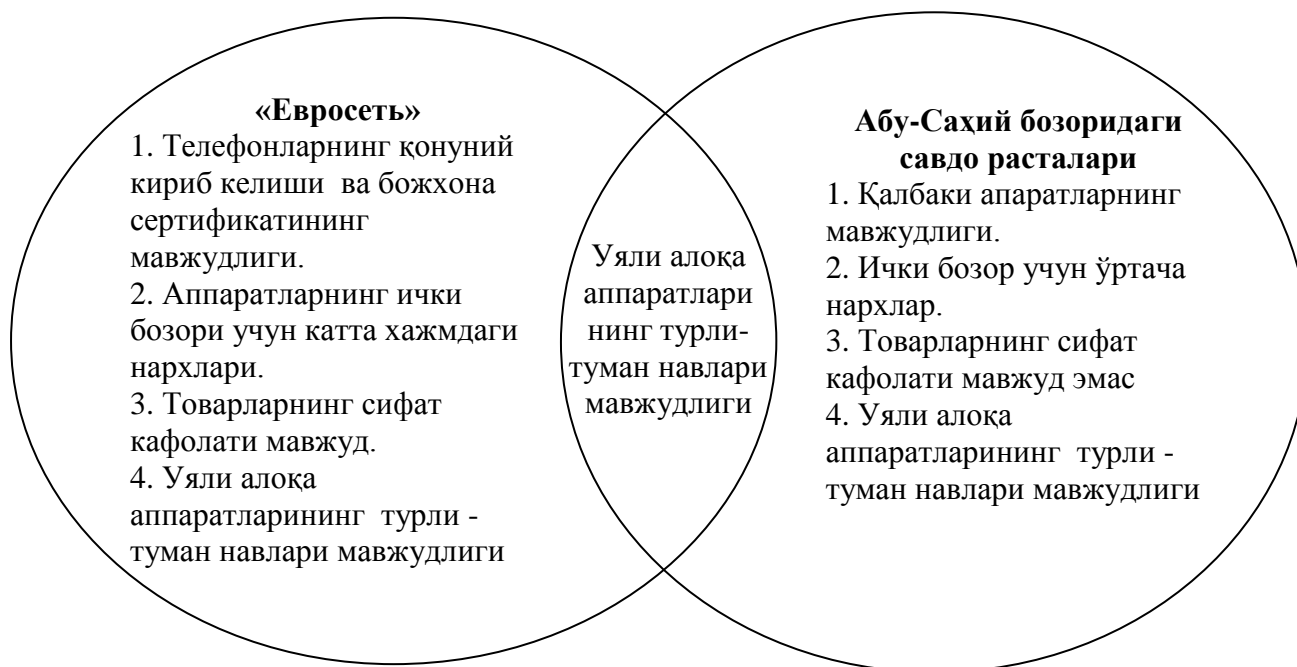 «Евросеть»
1. Телефонларнинг қонуний
кириб келиши ва божхона
сертификатининг
мавжудлиги.
2. Аппаратларнинг ички
бозори учун катта хажмдаги
нархлари.
3. Товарларнинг сифат
кафолати мавжуд.
4. Уяли алоқа
аппаратларининг турли -
туман навлари мавжудлиги
Уяли алоқа
аппаратлари
нинг турли-
туман навлари
мавжудлиги
Абу-Саҳий бозоридаги
савдо расталари
1. Қалбаки апаратларнинг
мавжудлиги.
2. Ички бозор учун ўртача
нархлар.
3. Товарларнинг сифат
кафолати мавжуд эмас
4. Уяли алоқа
аппаратларининг турли -
туман навлари мавжудлиги